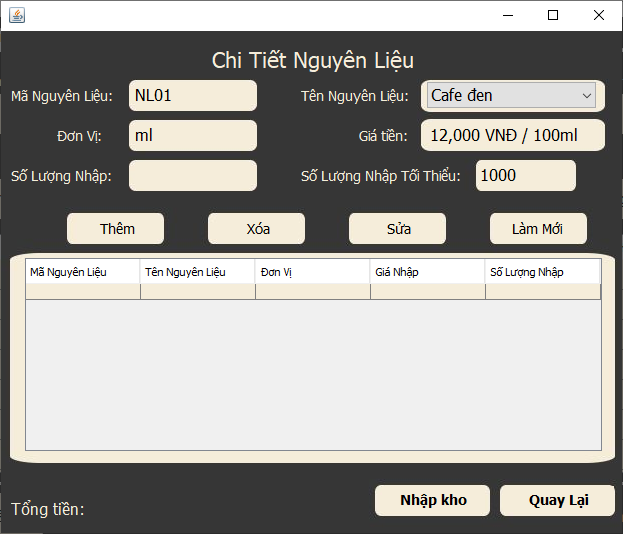 Chi Tiết Nguyên Liệu
Mã Nguyên Liệu: NL01 Tên Nguyên Liệu: Cafe den
Đơn Vị: ml Giá tiền: 12,000 VNĐ / 100ml
Số Lượng Nhập: Số Lượng Nhập Tối Thiểu: 1000
Thêm Xóa Sửa Làm Mới
Mã Nguyên Liệu Tên Nguyên Liệu Đơn Vị Giá Nhập Số Lượng Nhập
Nhập kho Quay Lại
Tổng tiền: